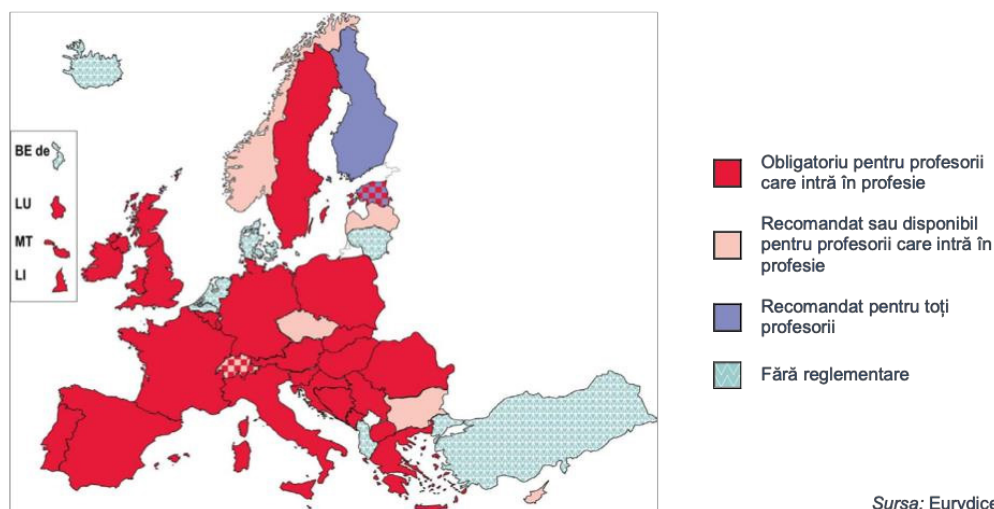 BE de
LU
MT
LI
Obligatoriu pentru profesorii
care intră în profesie
Recomandat sau disponibil
pentru profesorii care intră în
profesie
Recomandat pentru toți
profesorii
Fără reglementare
Sursa: Eurydice